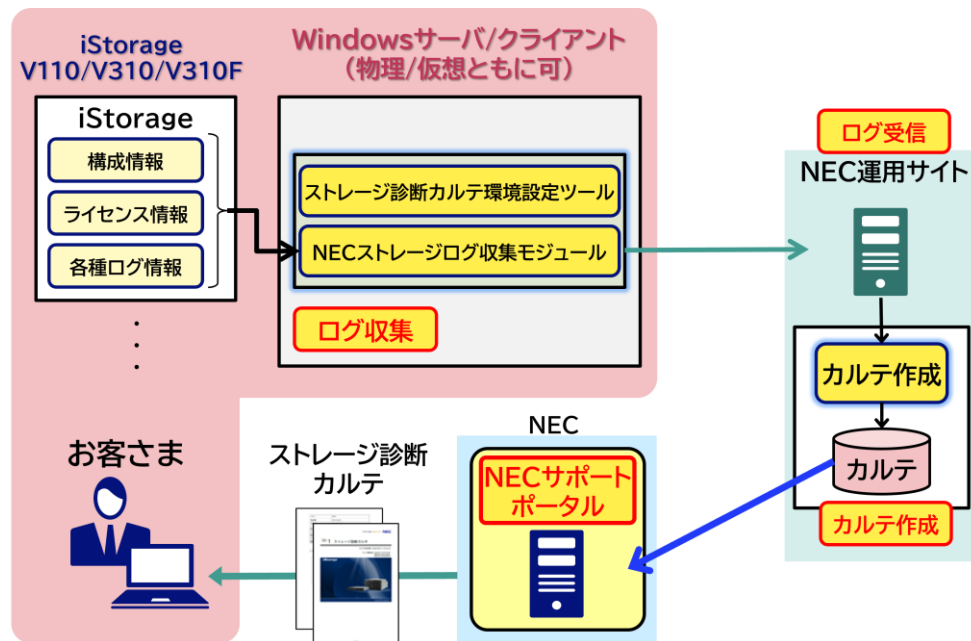 iStorage
V110/V310/V310F
iStorage
構成情報
ライセンス情報
各種ログ情報
Windowsサーバ/クライアント
(物理/仮想ともに可)
ストレージ診断カルテ環境設定ツール
NECストレージログ収集モジュール
ログ収集
ログ受信
NEC運用サイト
カルテ作成
カルテ
カルテ作成
NEC
NECサポート
ポータル
ストレージ診断
カルテ
お客さま